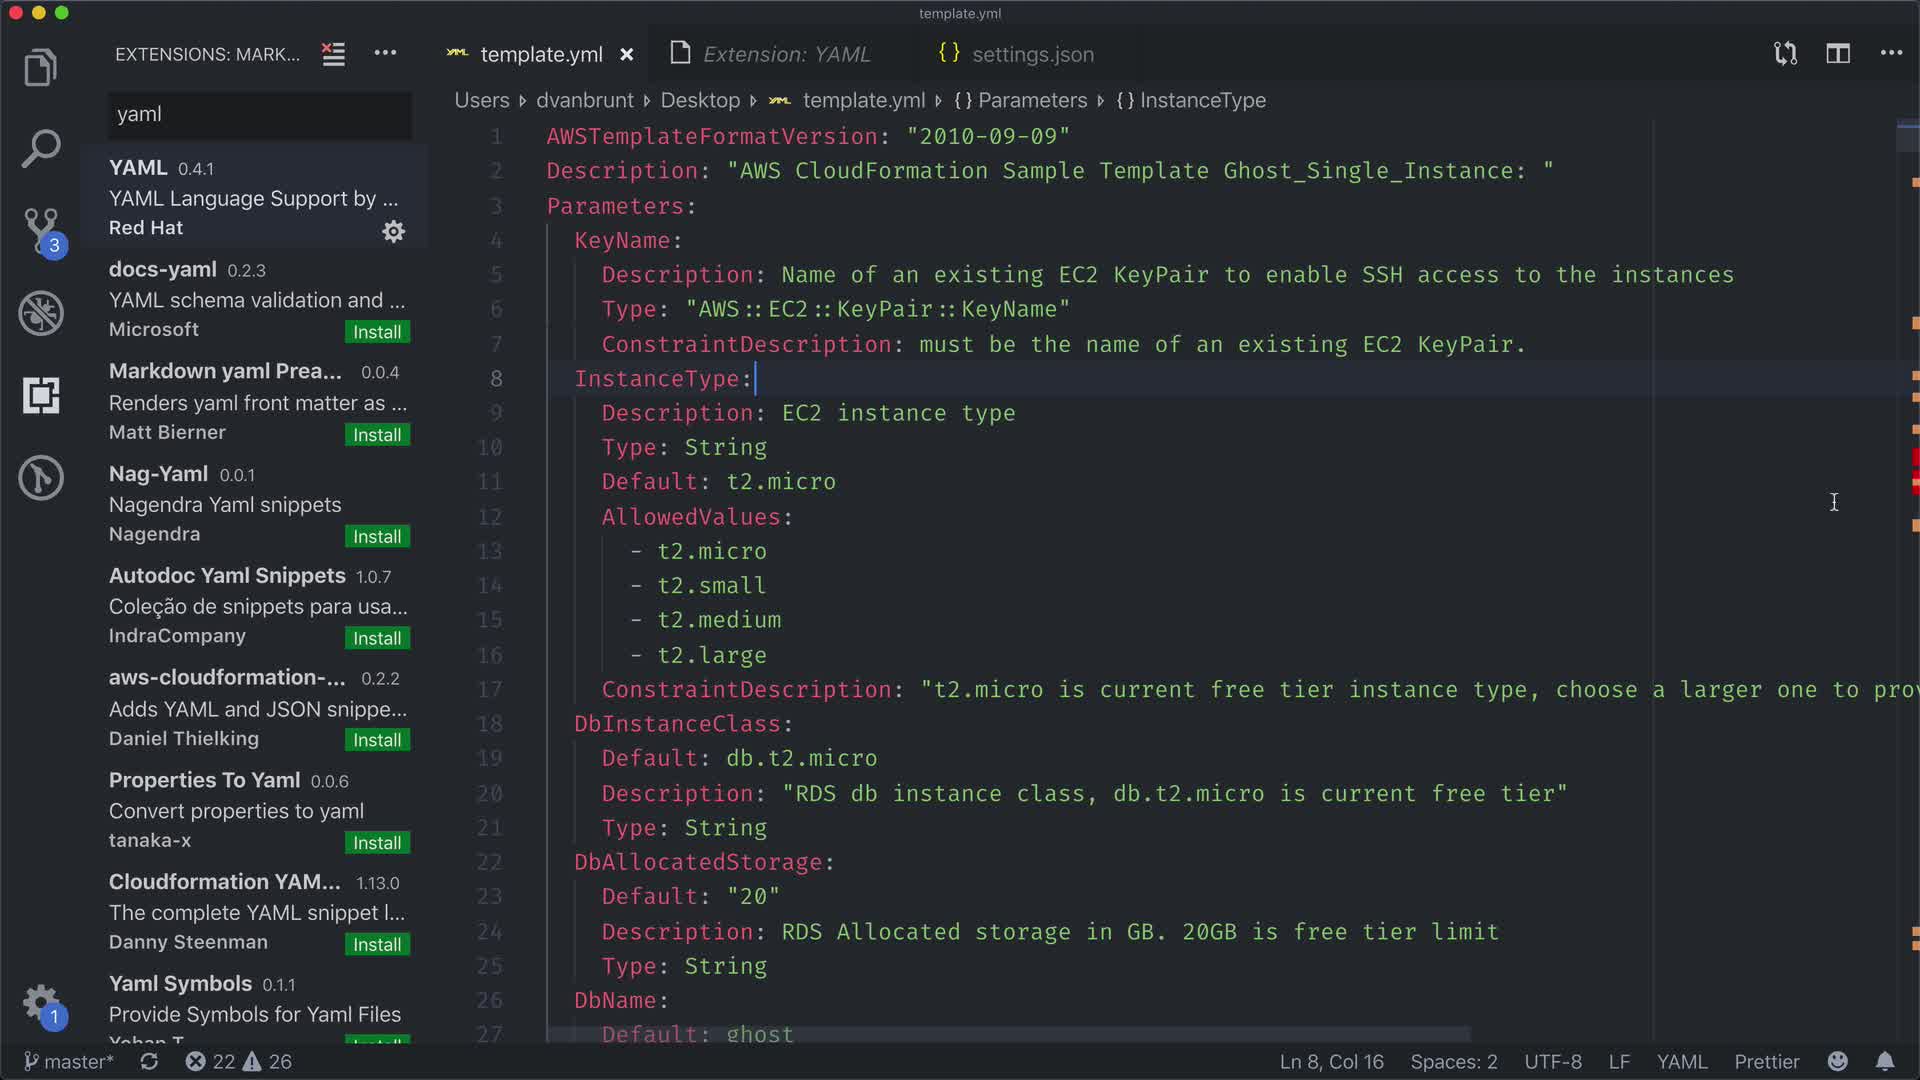 template.yml
EXTENSIONS: MARK...
template.yml
Extension: YAML
{} settings.json
Users
dvanbrunt
Desktop
YAML template.yml
{} Parameters
{} InstanceType
yaml
YAML 0.4.1
YAML Language Support by ...
Red Hat
docs-yaml 0.2.3
YAML schema validation and ...
Microsoft
Install
Markdown yaml Prea... 0.0.4
Renders yaml front matter as ...
Matt Bierner
Install
Nag-Yaml 0.0.1
Nagendra Yaml snippets
Nagendra
Install
Autodoc Yaml Snippets 1.0.7
Coleção de snippets para usa...
IndraCompany
Install
aws-cloudformation-... 0.2.2
Adds YAML and JSON snippe...
Daniel Thielking
Install
Properties To Yaml 0.0.6
Convert properties to yaml
tanaka-x
Install
Cloudformation YAM... 1.13.0
The complete YAML snippet l...
Danny Steenman
Install
Yaml Symbols 0.1.1
Provide Symbols for Yaml Files
3
1
1 AWSTemplateFormatVersion: "2010-09-09"
2 Description: "AWS CloudFormation Sample Template Ghost_Single_Instance: "
3 Parameters:
4 KeyName:
5 Description: Name of an existing EC2 KeyPair to enable SSH access to the instances
6 Type: "AWS::EC2::KeyPair::KeyName"
7 ConstraintDescription: must be the name of an existing EC2 KeyPair.
8 InstanceType:
9 Description: EC2 instance type
10 Type: String
11 Default: t2.micro
12 AllowedValues:
13 - t2.micro
14 - t2.small
15 - t2.medium
16 - t2.large
17 ConstraintDescription: "t2.micro is current free tier instance type, choose a larger one to prov
18 DbInstanceClass:
19 Default: db.t2.micro
20 Description: "RDS db instance class, db.t2.micro is current free tier"
21 Type: String
22 DbAllocatedStorage:
23 Default: "20"
24 Description: RDS Allocated storage in GB. 20GB is free tier limit
25 Type: String
26 DbName:
27 Default: ghost
master*
22
26
Ln 8, Col 16
Spaces: 2
UTF-8
LF
YAML
Prettier